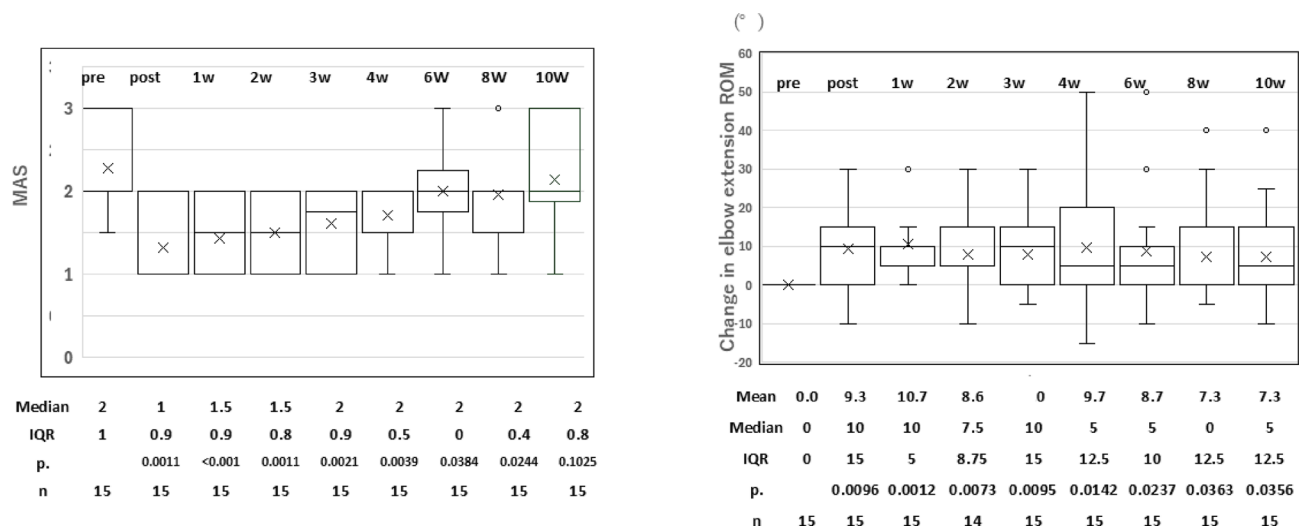 pre post 1w 2w 3w 4w 6W 8W 10W
3
2
1
0
MAS
Median 2 1 1.5 1.5 2 2 2 2 2
IQR 1 0.9 0.9 0.8 0.9 0.5 0 0.4 0.8
p. 0.0011 <0.001 0.0011 0.0021 0.0039 0.0384 0.0244 0.1025
n 15 15 15 15 15 15 15 15 15
(° )
Change in elbow extension ROM
pre post 1w 2w 3w 4w 6w 8w 10w
60
50
40
30
20
10
0
-10
-20
Mean 0.0 9.3 10.7 8.6 0 9.7 8.7 7.3 7.3
Median 0 10 10 7.5 10 5 5 0 5
IQR 0 15 5 8.75 15 12.5 10 12.5 12.5
p. 0.0096 0.0012 0.0073 0.0095 0.0142 0.0237 0.0363 0.0356
n 15 15 15 14 15 15 15 15 15